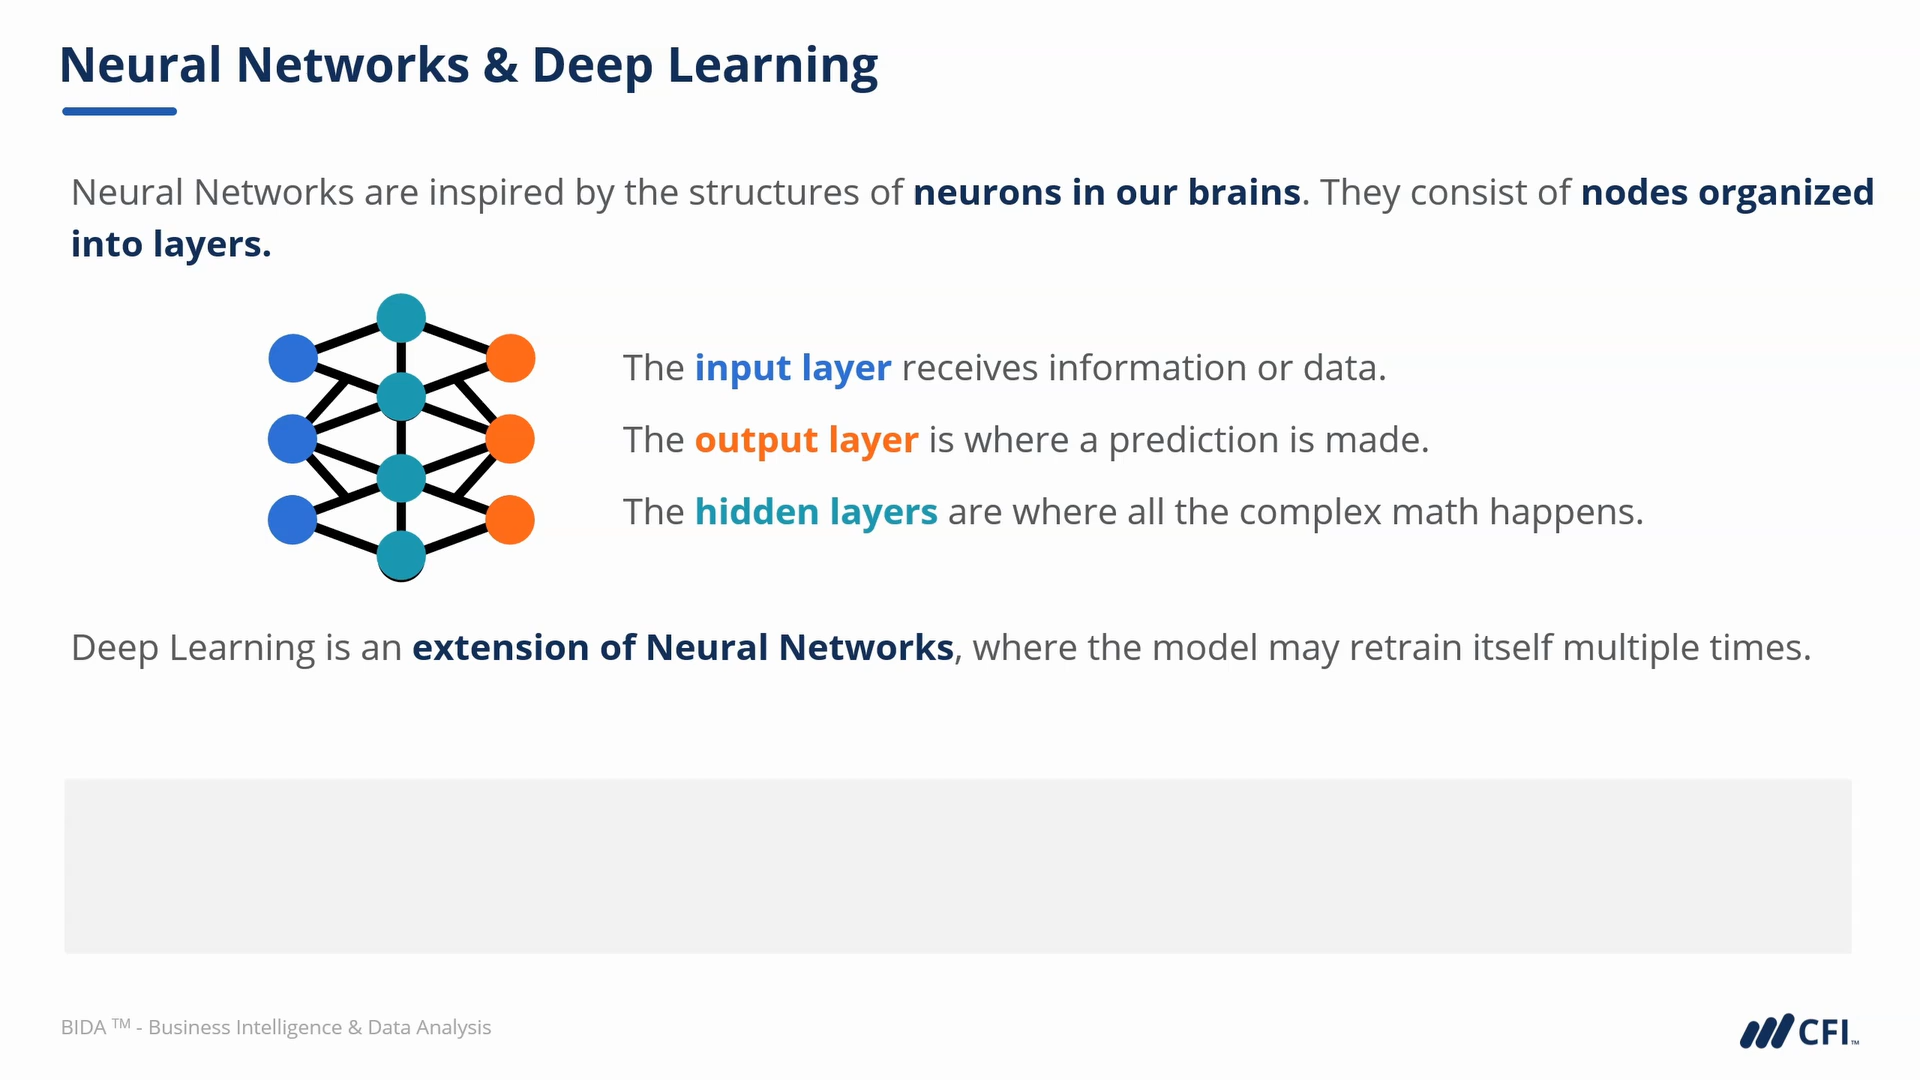 Neural Networks & Deep Learning
Neural Networks are inspired by the structures of neurons in our brains. They consist of nodes organized
into layers.
The input layer receives information or data.
The output layer is where a prediction is made.
The hidden layers are where all the complex math happens.
Deep Learning is an extension of Neural Networks, where the model may retrain itself multiple times.
BIDA ™ - Business Intelligence & Data Analysis
CFI™